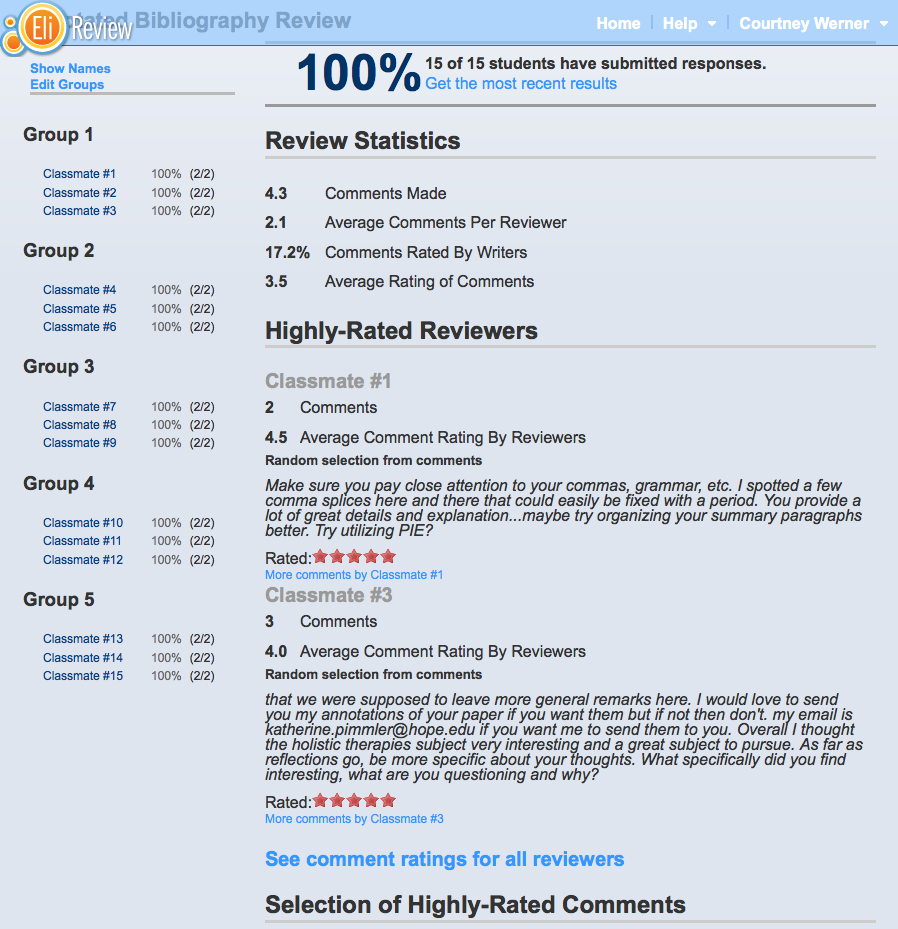 Eli Review
tated Bibliography Review
Home
Help
Courtney Werner
Show Names
Edit Groups
100%
15 of 15 students have submitted responses.
Get the most recent results
Group 1
Classmate #1 100% (2/2)
Classmate #2 100% (2/2)
Classmate #3 100% (2/2)
Group 2
Classmate #4 100% (2/2)
Classmate #5 100% (2/2)
Classmate #6 100% (2/2)
Group 3
Classmate #7 100% (2/2)
Classmate #8 100% (2/2)
Classmate #9 100% (2/2)
Group 4
Classmate #10 100% (2/2)
Classmate #11 100% (2/2)
Classmate #12 100% (2/2)
Group 5
Classmate #13 100% (2/2)
Classmate #14 100% (2/2)
Classmate #15 100% (2/2)
Review Statistics
4.3 Comments Made
2.1 Average Comments Per Reviewer
17.2% Comments Rated By Writers
3.5 Average Rating of Comments
Highly-Rated Reviewers
Classmate #1
2 Comments
4.5 Average Comment Rating By Reviewers
Random selection from comments
Make sure you pay close attention to your commas, grammar, etc. I spotted a few
comma splices here and there that could easily be fixed with a period. You provide a
lot of great details and explanation...maybe try organizing your summary paragraphs
better. Try utilizing PIE?
Rated:
More comments by Classmate #1
Classmate #3
3 Comments
4.0 Average Comment Rating By Reviewers
Random selection from comments
that we were supposed to leave more general remarks here. I would love to send
you my annotations of your paper if you want them but if not then don't. my email is
katherine.pimmler@hope.edu if you want me to send them to you. Overall I thought
the holistic therapies subject very interesting and a great subject to pursue. As far as
reflections go, be more specific about your thoughts. What specifically did you find
interesting, what are you questioning and why?
Rated:
More comments by Classmate #3
See comment ratings for all reviewers
Selection of Highly-Rated Comments